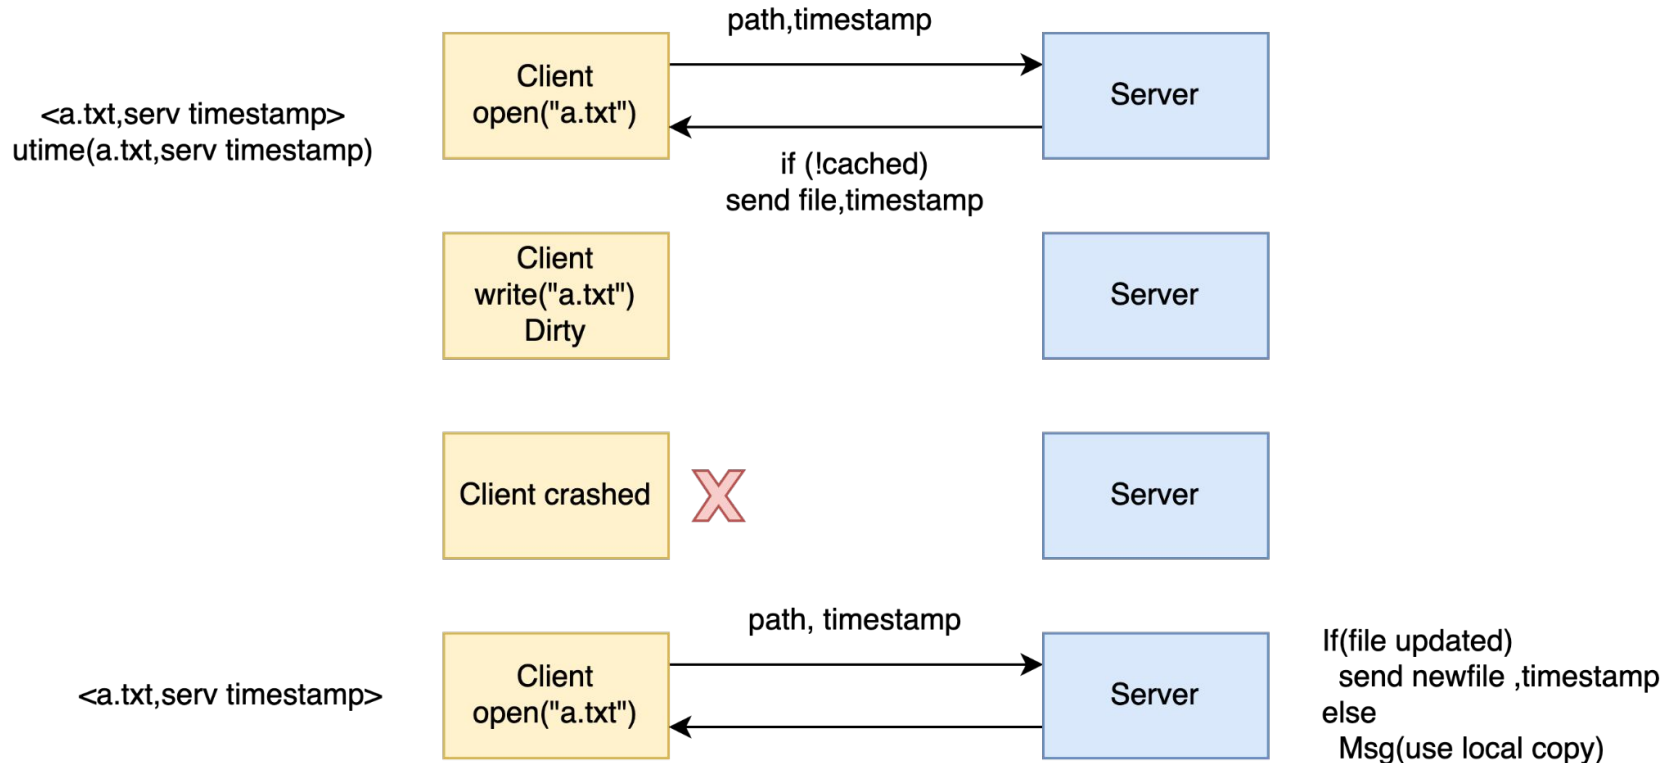 path,timestamp
Client
open("a.txt")
Server
<a.txt,serv timestamp>
utime(a.txt,serv timestamp)
if (!cached)
send file,timestamp
Client
write("a.txt")
Dirty
Server
Client crashed
X
Server
path, timestamp
<a.txt,serv timestamp>
Client
open("a.txt")
Server
If(file updated)
send newfile ,timestamp
else
Msg(use local copy)